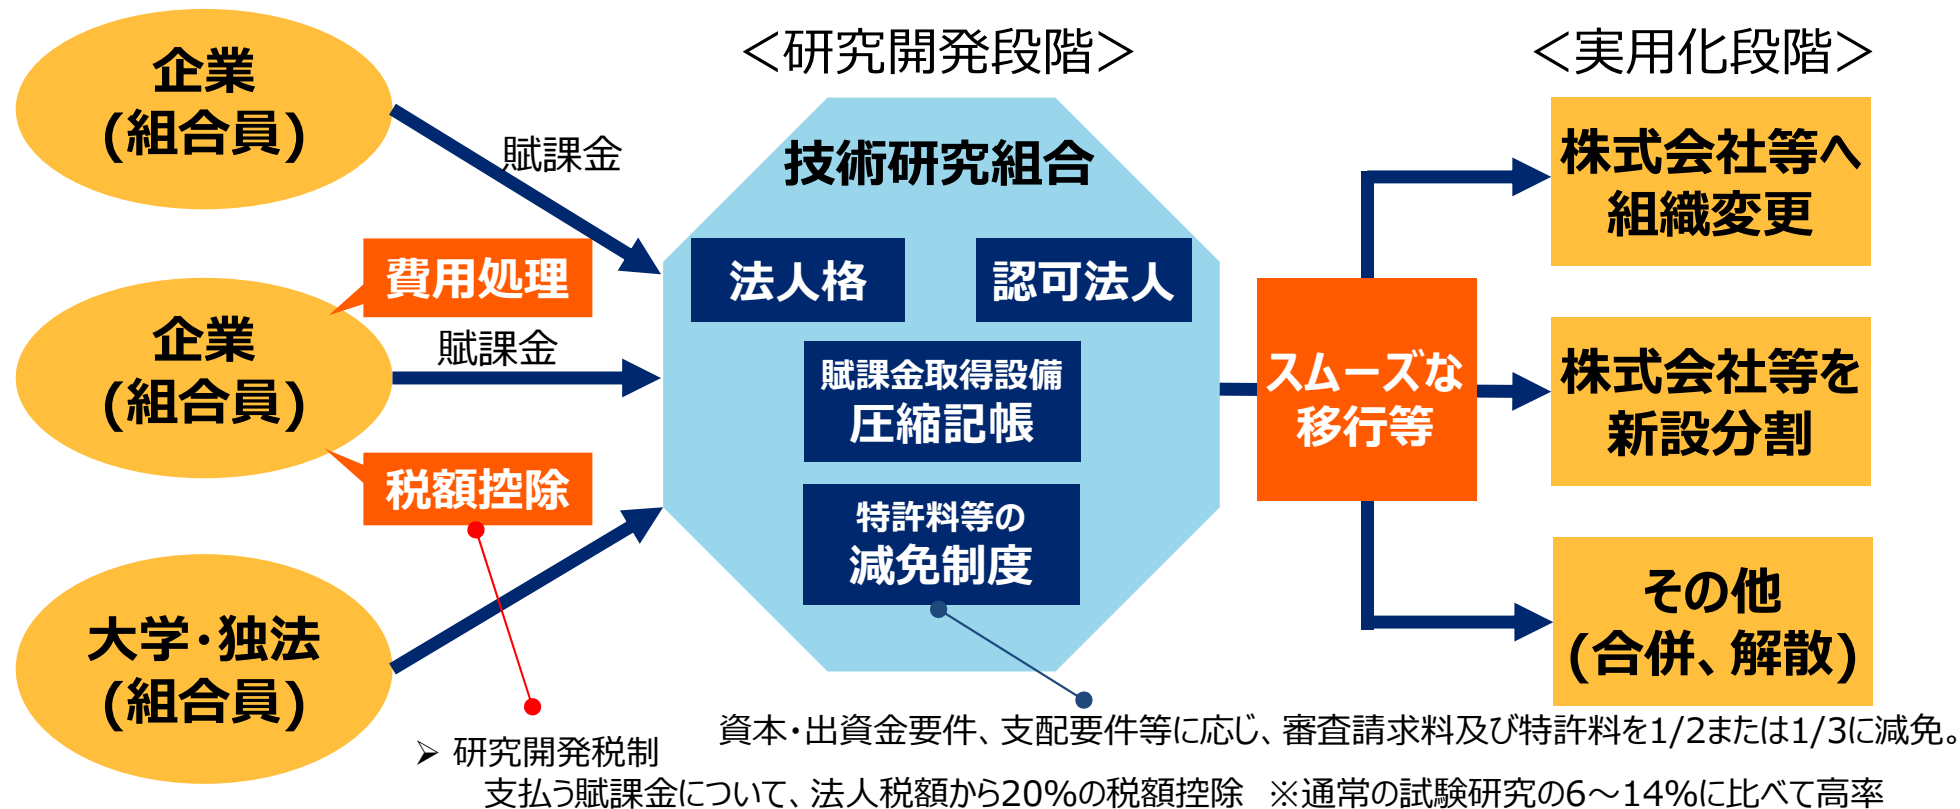 企業
(組合員)
賦課金
費用処理
企業
(組合員)
賦課金
税額控除
大学・独法
(組合員)
＜研究開発段階＞
技術研究組合
法人格
認可法人
賦課金取得設備
圧縮記帳
特許料等の
減免制度
スムーズな
移行等
＜実用化段階＞
株式会社等へ
組織変更
株式会社等を
新設分割
その他
(合併、解散)
資本・出資金要件、支配要件等に応じ、審査請求料及び特許料を1/2または1/3に減免。
➢ 研究開発税制
支払う賦課金について、法人税額から20%の税額控除　※通常の試験研究の6～14%に比べて高率